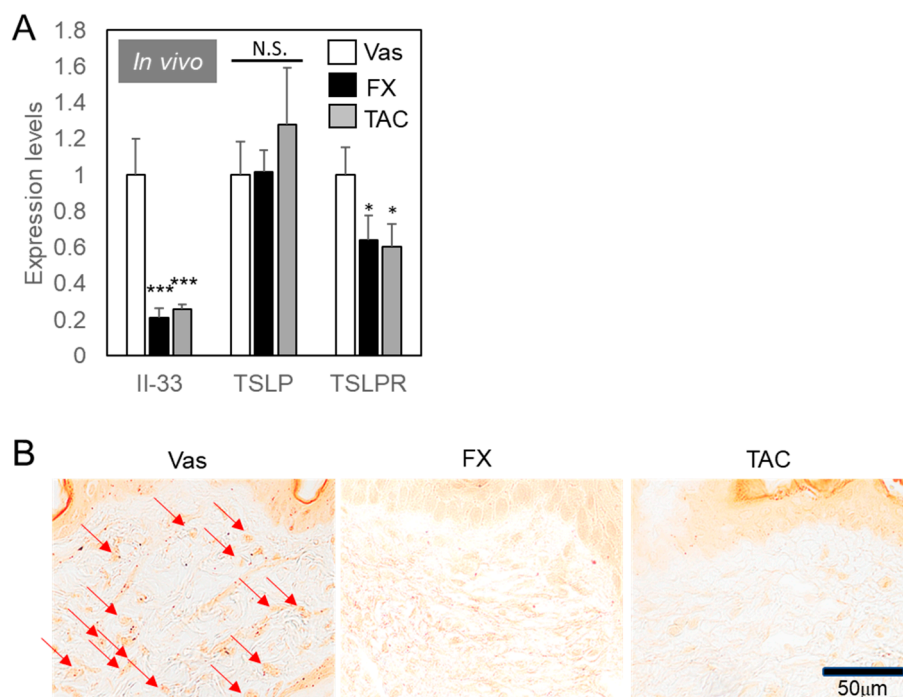 A
Expression levels
1.8
1.6
1.4
1.2
1
0.8
0.6
0.4
0.2
0
In vivo
N.S.
Vas
FX
TAC
*** ***
* *
Il-33 TSLP TSLPR
B
Vas FX TAC
50μm